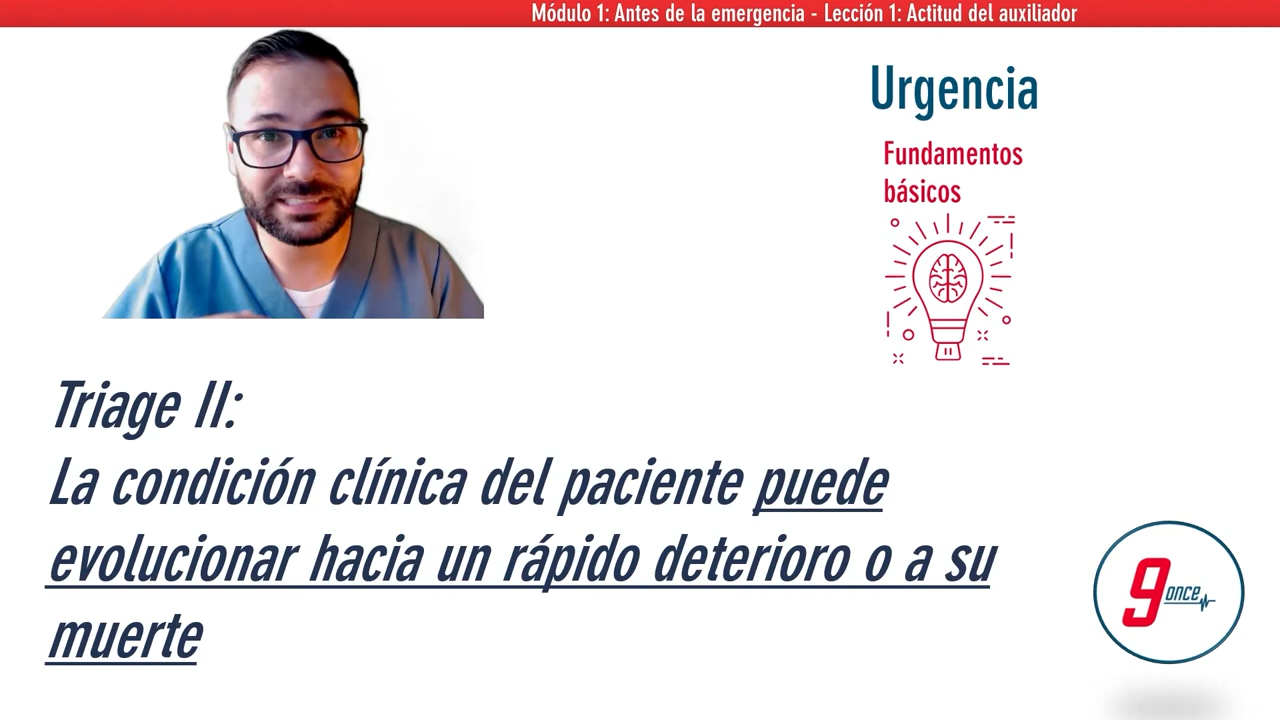 Módulo 1: Antes de la emergencia - Lección 1: Actitud del auxiliador
Urgencia
Fundamentos
básicos
Triage II:
La condición clínica del paciente puede
evolucionar hacia un rápido deterioro o a su
muerte
9once